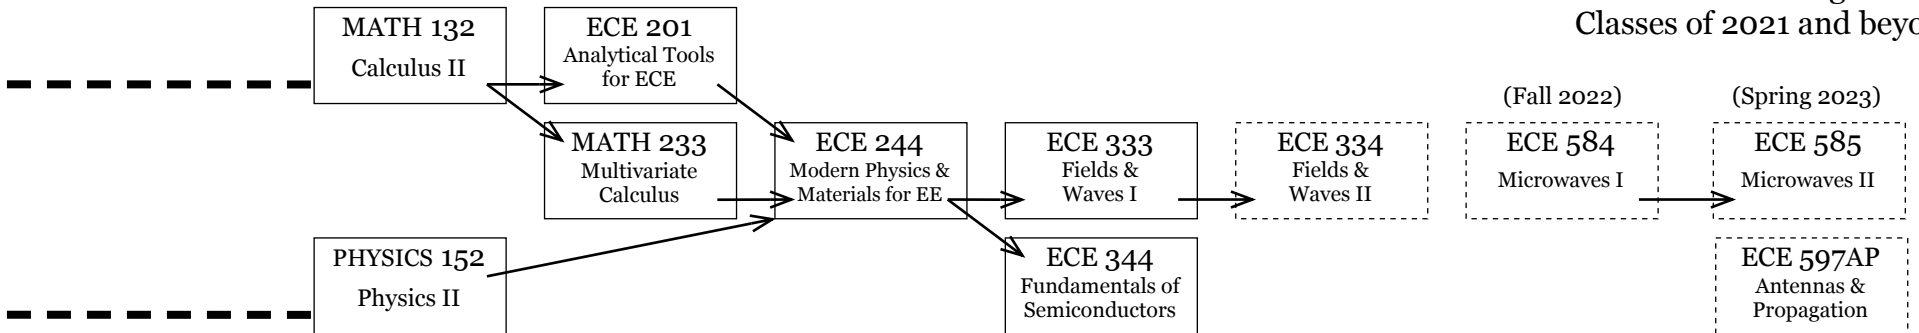 Classes of 2021 and
MATH 132
Calculus II
ECE 201
Analytical Tools
for ECE
(Fall 2022)
(Spring 2023)
MATH 233
Multivariate
Calculus
ECE 244
Modern Physics &
Materials for EE
ECE 333
Fields &
Waves I
ECE 334
Fields &
Waves II
ECE 584
Microwaves I
ECE 585
Microwaves II
PHYSICS 152
Physics II
ECE 344
Fundamentals of
Semiconductors
ECE 597AP
Antennas &
Propagation